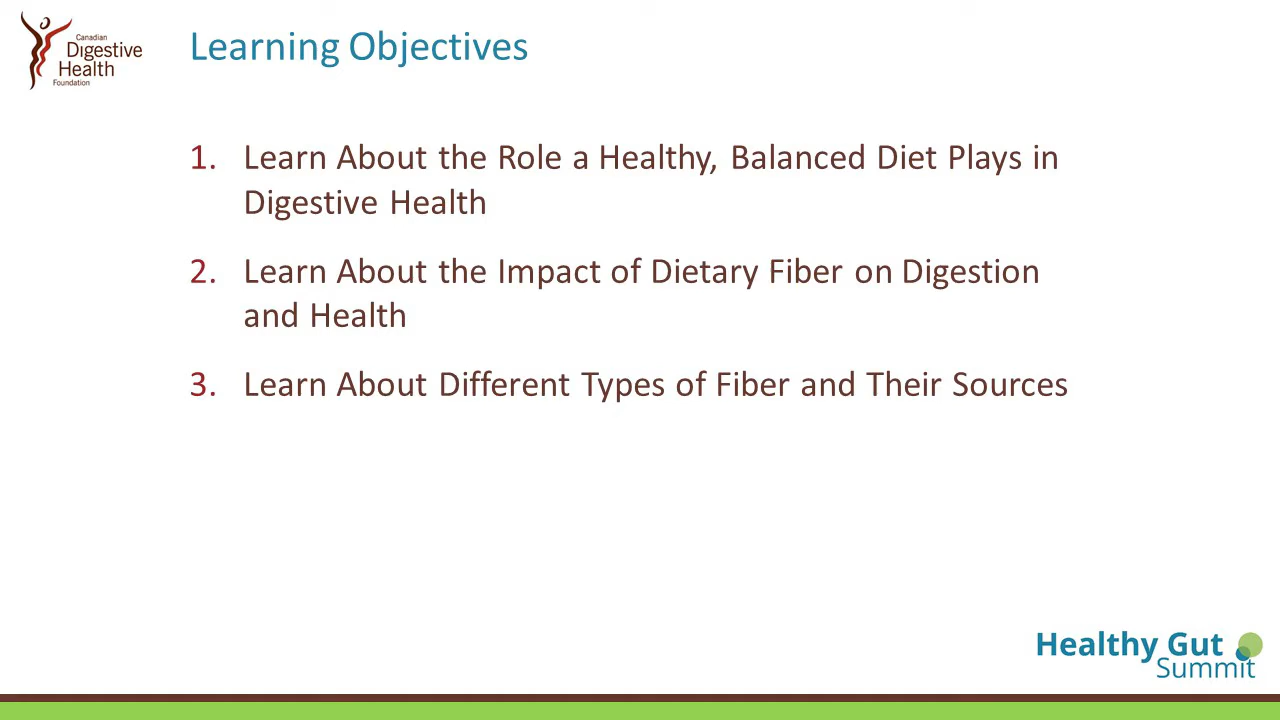 Canadian
Digestive
Health
Foundation
Learning Objectives
1. Learn About the Role a Healthy, Balanced Diet Plays in
Digestive Health
2. Learn About the Impact of Dietary Fiber on Digestion
and Health
3. Learn About Different Types of Fiber and Their Sources
Healthy Gut
Summit